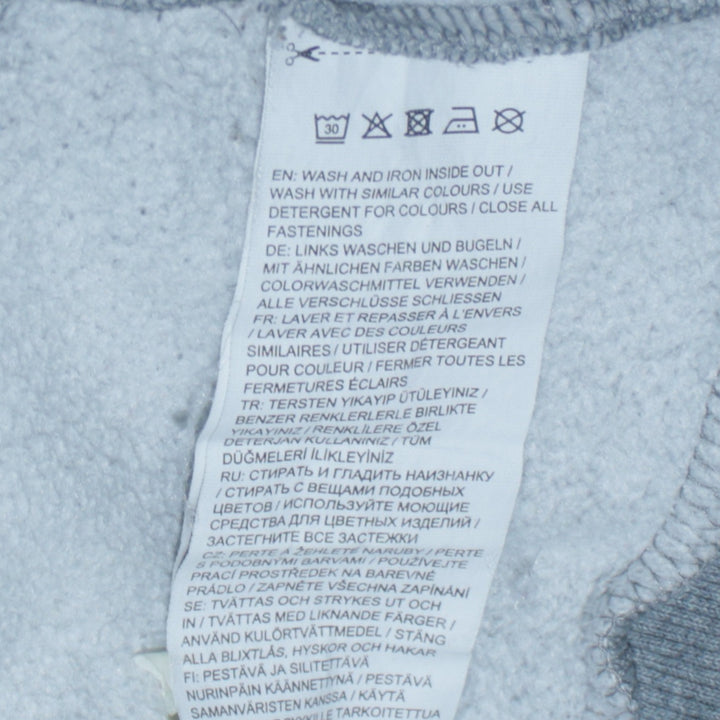 30
EN: WASH AND IRON INSIDE OUT /
WASH WITH SIMILAR COLOURS / USE
DETERGENT FOR COLOURS / CLOSE ALL
FASTENINGS
DE: LINKS WASCHEN UND BUGELN /
MIT ÄHNLICHEN FARBEN WASCHEN /
COLORWASCHMITTEL VERWENDEN /
ALLE VERSCHLÜSSE SCHLIESSEN
FR: LAVER ET REPASSER À L'ENVERS
/ LAVER AVEC DES COULEURS
SIMILAIRES / UTILISER DÉTERGEANT
POUR COULEUR / FERMER TOUTES LES
FERMETURES ÉCLAIRS
TR: TERSTEN YIKAYIP ÜTÜLEYINIZ /
BENZER RENKLERLERLE BIRLIKTE
YIKAYINIZ / RENKLİLERE ÖZEL
DETERJAN KULLANINIZ / TÜM
DÜĞMELERİ İLİKLEYİNİZ
RU: СТИРАТЬ И ГЛАДИТЬ НАИЗНАНКУ
/ СТИРАТЬ С ВЕЩАМИ ПОДОБНЫХ
ЦВЕТОВ / ИСПОЛЬЗУЙТЕ МОЮЩИЕ
СРЕДСТВА ДЛЯ ЦВЕТНЫХ ИЗДЕЛИЙ /
ЗАСТЕГНИТЕ ВСЕ ЗАСТЕЖКИ
CZ: PERTE A ŽEHLETE NARUBY / PERTE
S PODOBNÝMI BARVAMI / POUŽÍVEJTE
PRACÍ PROSTŘEDEK NA BAREVNÉ
PRÁDLO / ZAPNĚTE VŠECHNA ZAPÍNÁNÍ
SE: TVÄTTAS OCH STRYKES UT OCH
IN / TVÄTTAS MED LIKNANDE FÄRGER /
ANVÄND KULÖRTVÄTTMEDEL / STÄNG
ALLA BLIXTLÅS, HYSKOR OCH HAKAR
FI: PESTÄVÄ JA SILITETTÄVÄ
NURINPÄIN KÄÄNNETTYNÄ / PESTÄVÄ
SAMANVÄRISTEN KANSSA / KÄYTÄ
TARKOITETTUA